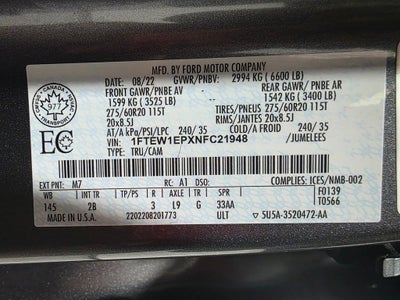 MFD. BY FORD MOTOR COMPANY
DATE: 08/22 GVWR/PNBV: 2994 KG ( 6600 LB)
FRONT GAWR/PNBE AV REAR GAWR/PNBE AR
1599 KG ( 3525 LB) 1542 KG ( 3400 LB)
275/60R20 115T TIRES/PNEUS 275/60R20 115T
20x8.5J RIMS/JANTES 20x8.5J
AT/A kPa/PSI/LPC 240/35 COLD/A FROID 240/35
VIN: 1FTEW1EPXNFC21948 /JUMELEES
TYPE: TRU/CAM
977
EC
EXT PNT: M7 RC: A1 DSO: COMPLIES: ICES/NMB-002
WB INT TR TR F0139
145 2B 3 L9 G 33AA T0566
MADE IN U.S.A. 2202208201773 ULT 5U5A-3520472-AA